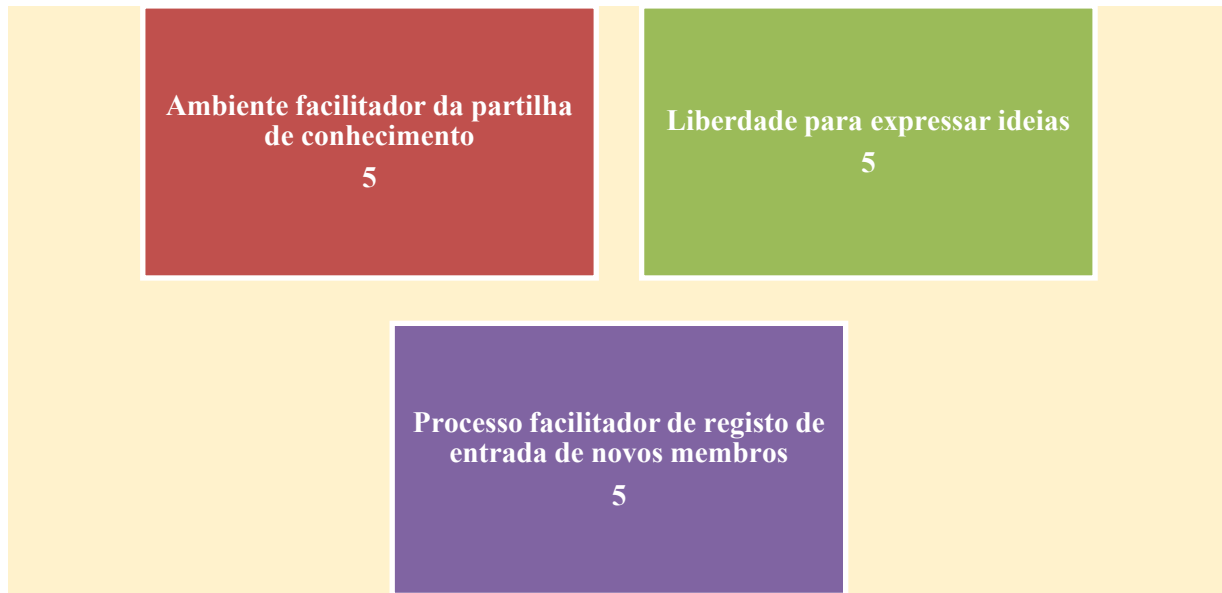 Ambiente facilitador da partilha
de conhecimento
5
Liberdade para expressar ideias
5
Processo facilitador de registo de
entrada de novos membros
5